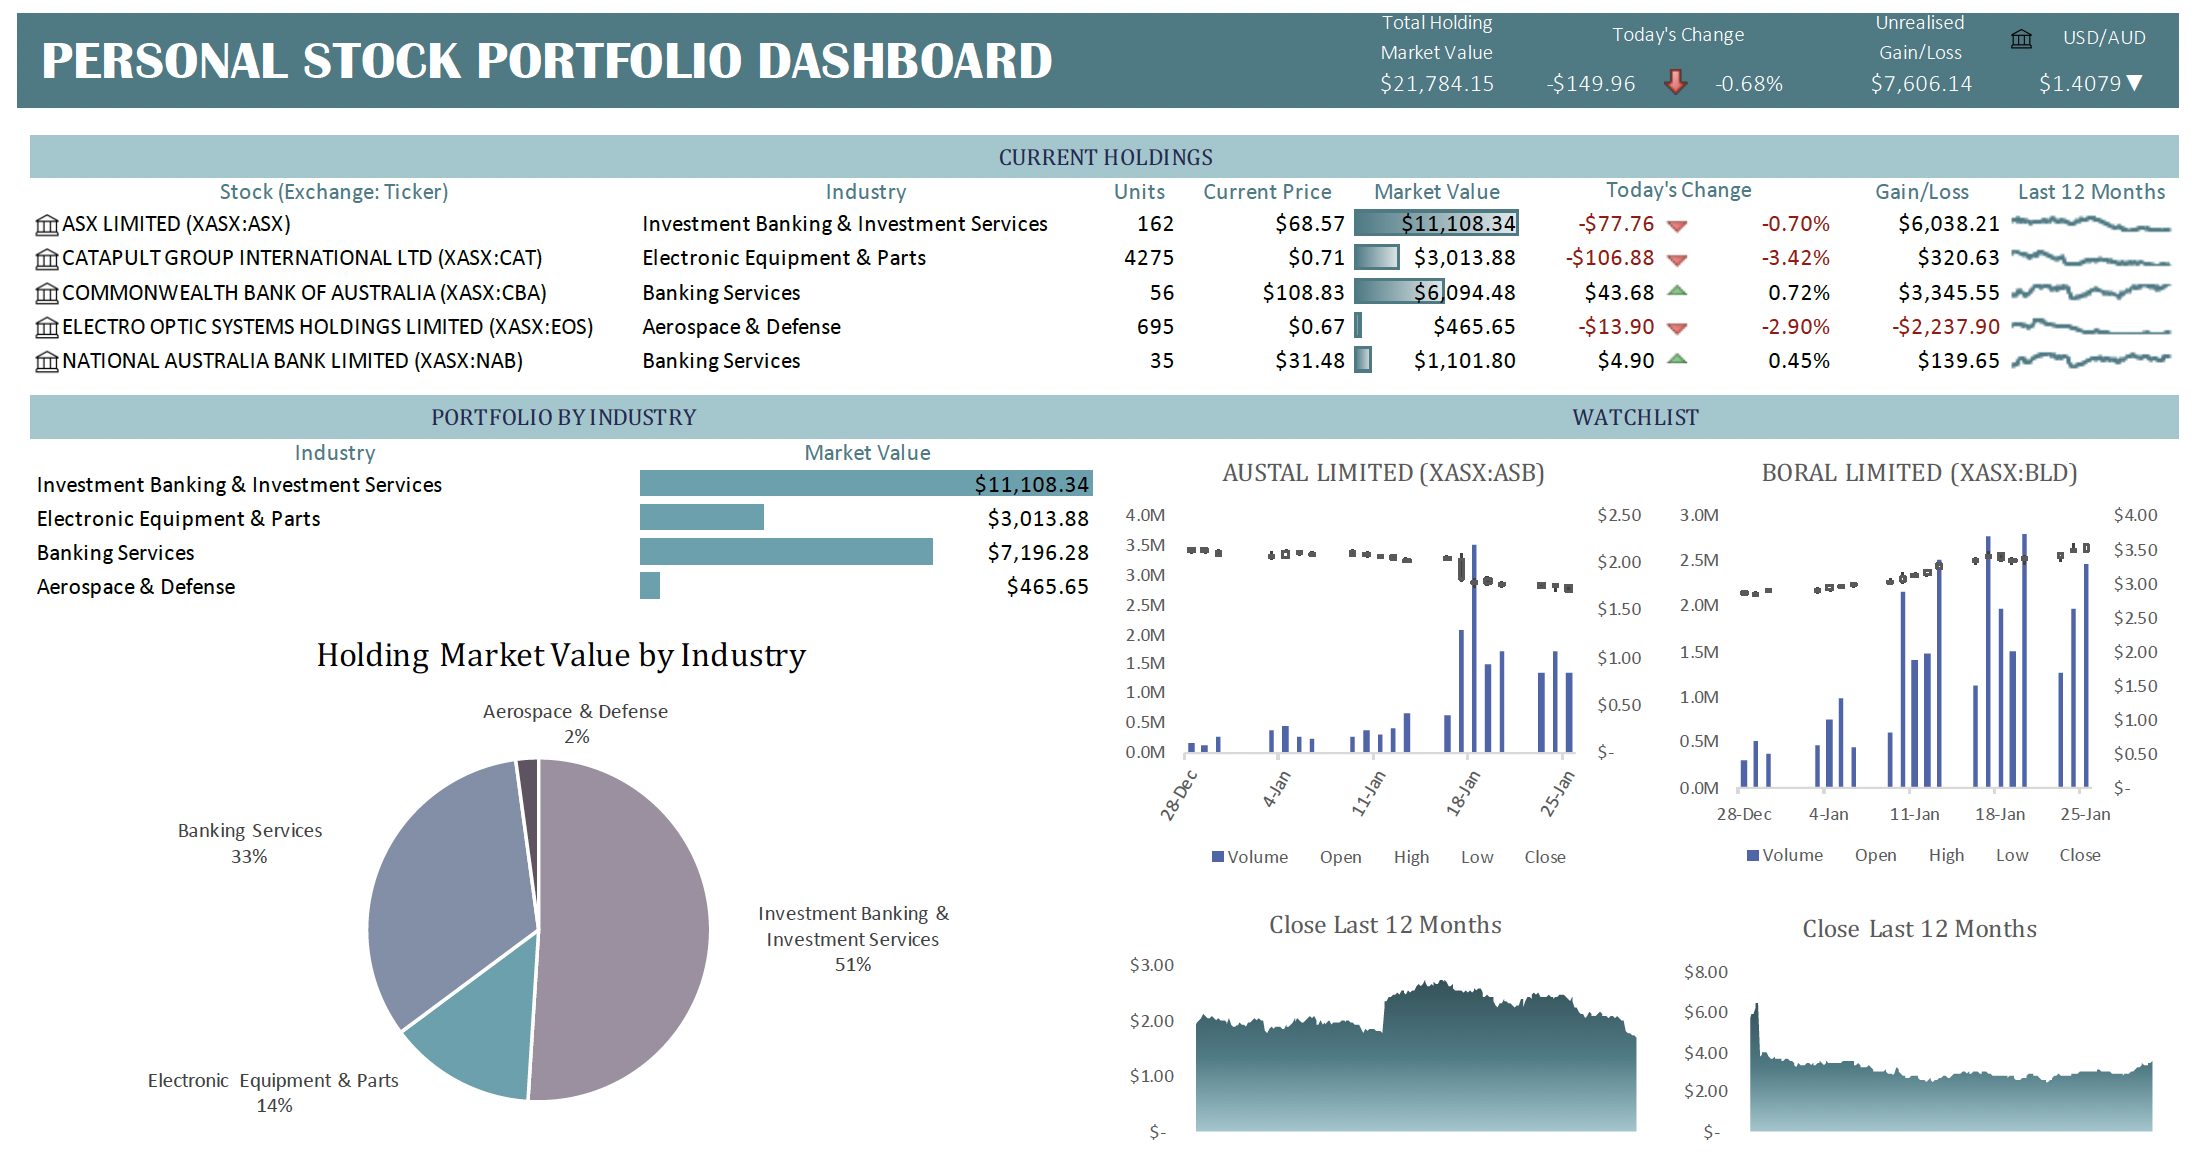 PERSONAL STOCK PORTFOLIO DASHBOARD
Total Holding
Market Value
$21,784.15
Today's Change
-$149.96 -0.68%
Unrealised
Gain/Loss
$7,606.14
USD/AUD
$1.4079▼
CURRENT HOLDINGS
Stock (Exchange: Ticker) Industry Units Current Price Market Value Today's Change Gain/Loss Last 12 Months
ASX LIMITED (XASX:ASX) Investment Banking & Investment Services 162 $68.57 $11,108.34 -$77.76 -0.70% $6,038.21
CATAPULT GROUP INTERNATIONAL LTD (XASX:CAT) Electronic Equipment & Parts 4275 $0.71 $3,013.88 -$106.88 -3.42% $320.63
COMMONWEALTH BANK OF AUSTRALIA (XASX:CBA) Banking Services 56 $108.83 $6,094.48 $43.68 0.72% $3,345.55
ELECTRO OPTIC SYSTEMS HOLDINGS LIMITED (XASX:EOS) Aerospace & Defense 695 $0.67 $465.65 -$13.90 -2.90% -$2,237.90
NATIONAL AUSTRALIA BANK LIMITED (XASX:NAB) Banking Services 35 $31.48 $1,101.80 $4.90 0.45% $139.65
PORTFOLIO BY INDUSTRY
Industry Market Value
Investment Banking & Investment Services $11,108.34
Electronic Equipment & Parts $3,013.88
Banking Services $7,196.28
Aerospace & Defense $465.65
Holding Market Value by Industry
Aerospace & Defense
2%
Banking Services
33%
Investment Banking &
Investment Services
51%
Electronic Equipment & Parts
14%
WATCHLIST
AUSTAL LIMITED (XASX:ASB)
4.0M $2.50
3.5M
3.0M $2.00
2.5M
2.0M $1.50
1.5M $1.00
1.0M
0.5M $0.50
0.0M $-
28-Dec 4-Jan 11-Jan 18-Jan 25-Jan
Volume Open High Low Close
BORAL LIMITED (XASX:BLD)
3.0M $4.00
2.5M $3.50
2.0M $3.00
$2.50
1.5M $2.00
$1.50
1.0M $1.00
0.5M $0.50
0.0M $-
28-Dec 4-Jan 11-Jan 18-Jan 25-Jan
Volume Open High Low Close
Close Last 12 Months
$3.00
$2.00
$1.00
$-
Close Last 12 Months
$8.00
$6.00
$4.00
$2.00
$-